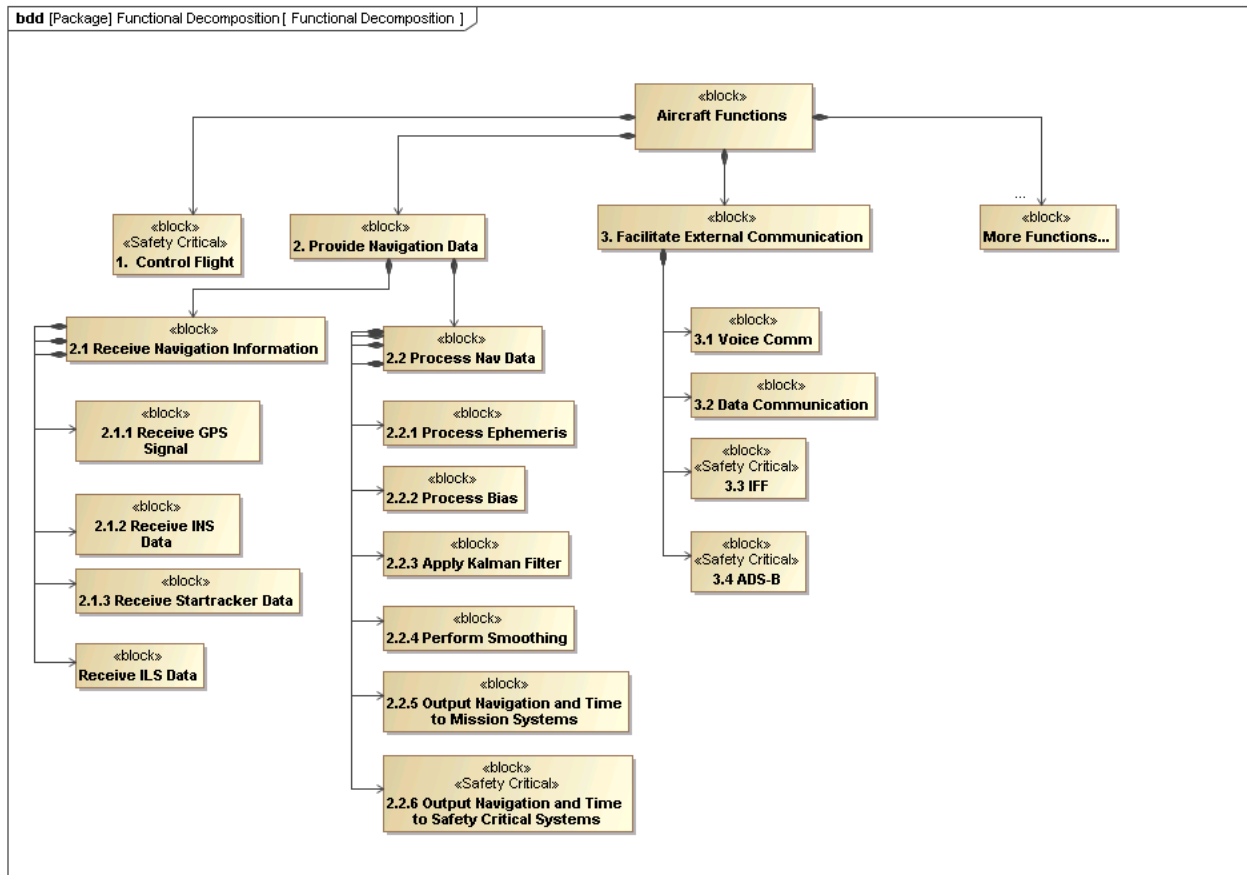 bdd [Package] Functional Decomposition [ Functional Decomposition ]
«block»
Aircraft Functions
«block»
«Safety Critical»
1. Control Flight
«block»
2. Provide Navigation Data
«block»
3. Facilitate External Communication
...
«block»
More Functions...
«block»
2.1 Receive Navigation Information
«block»
2.1.1 Receive GPS
Signal
«block»
2.1.2 Receive INS
Data
«block»
2.1.3 Receive Startracker Data
«block»
Receive ILS Data
«block»
2.2 Process Nav Data
«block»
2.2.1 Process Ephemeris
«block»
2.2.2 Process Bias
«block»
2.2.3 Apply Kalman Filter
«block»
2.2.4 Perform Smoothing
«block»
2.2.5 Output Navigation and Time
to Mission Systems
«block»
«Safety Critical»
2.2.6 Output Navigation and Time
to Safety Critical Systems
«block»
3.1 Voice Comm
«block»
3.2 Data Communication
«block»
«Safety Critical»
3.3 IFF
«block»
«Safety Critical»
3.4 ADS-B